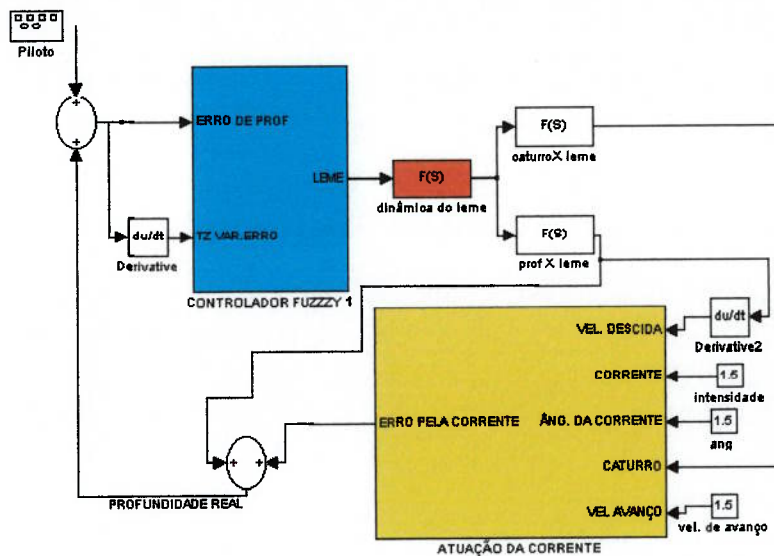 Piloto
+
+
ERRO DE PROF
LEME
TZ VAR.ERRO
du/dt
Derivative
CONTROLADOR FUZZZY 1
F(S)
dinâmica do leme
F(S)
caturroX leme
F(S)
prof X leme
du/dt
Derivative2
VEL. DESCIDA
CORRENTE
1.5
intensidade
ERRO PELA CORRENTE
ÂNG. DA CORRENTE
1.5
ang
+
+
CATURRO
VEL AVANÇO
1.5
vel. de avanço
PROFUNDIDADE REAL
ATUAÇÃO DA CORRENTE